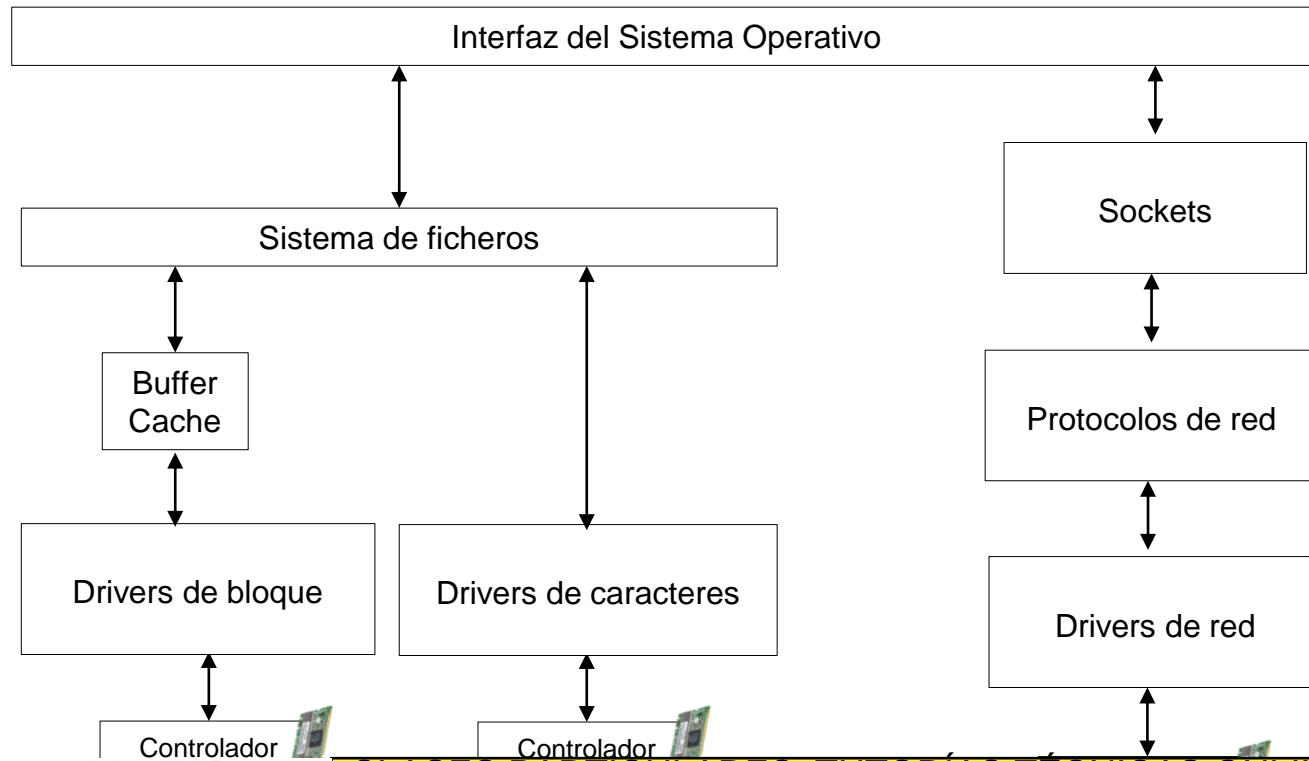 Interfaz del Sistema Operativo
Sockets
Sistema de ficheros
Buffer
Cache
Protocolos de red
Drivers de bloque
Drivers de caracteres
Drivers de red
Controlador
Controlador